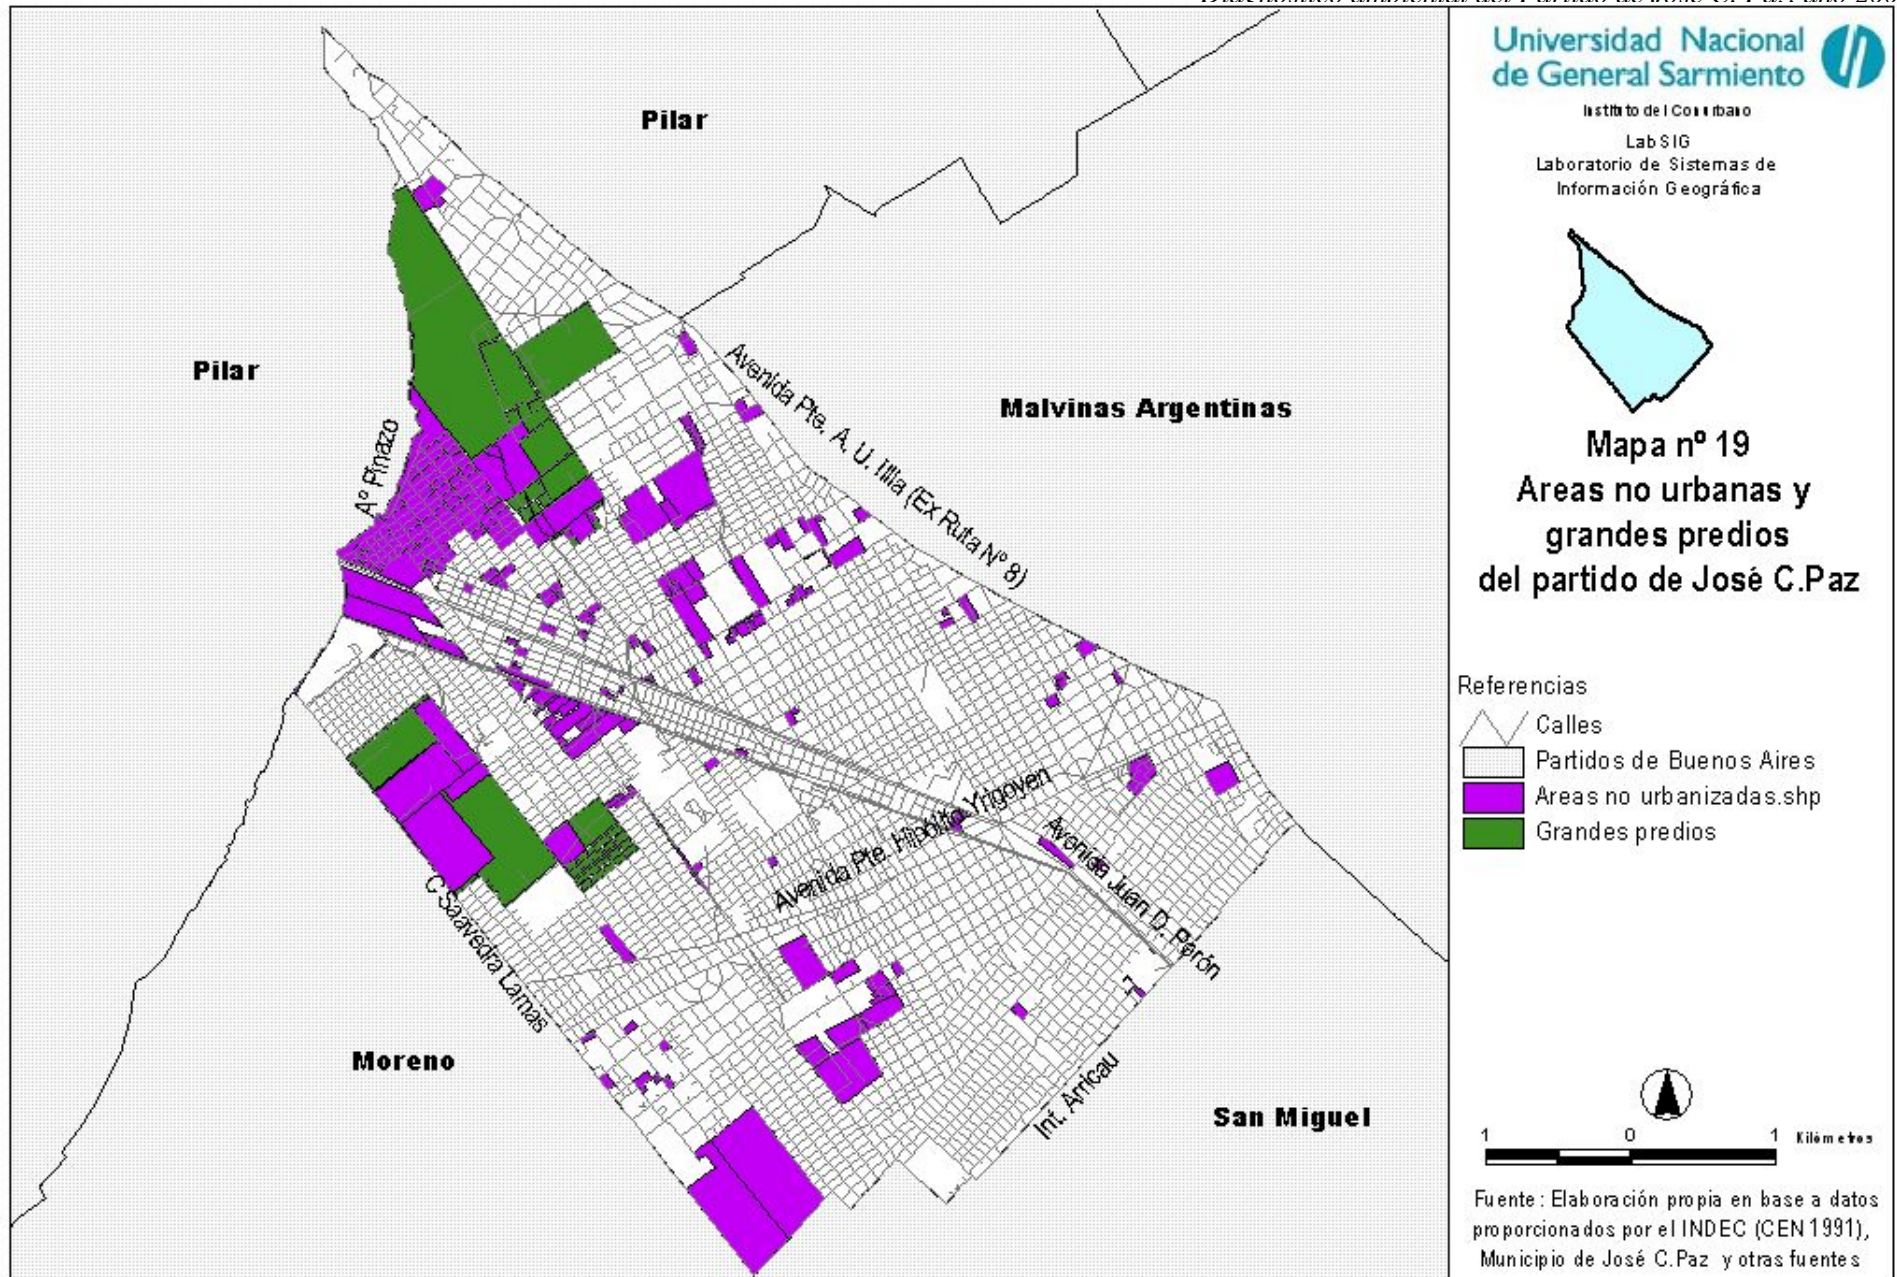 Pilar
Pilar
Malvinas Argentinas
Avenida Pte. A. U. Illia (Ex Ruta Nº 8)
Aº Pinazo
Avenida Pte. Hipólito Yrigoyen
Avenida Juan D. Perón
C Saavedra Lamas
Moreno
Int. Arricau
San Miguel
Universidad Nacional
de General Sarmiento
Instituto del Conurbano
LabSIG
Laboratorio de Sistemas de
Información Geográfica
Mapa nº 19
Areas no urbanas y
grandes predios
del partido de José C.Paz
Referencias
Calles
Partidos de Buenos Aires
Areas no urbanizadas.shp
Grandes predios
1 0 1 Kilómetros
Fuente: Elaboración propia en base a datos
proporcionados por el INDEC (CEN 1991),
Municipio de José C.Paz y otras fuentes